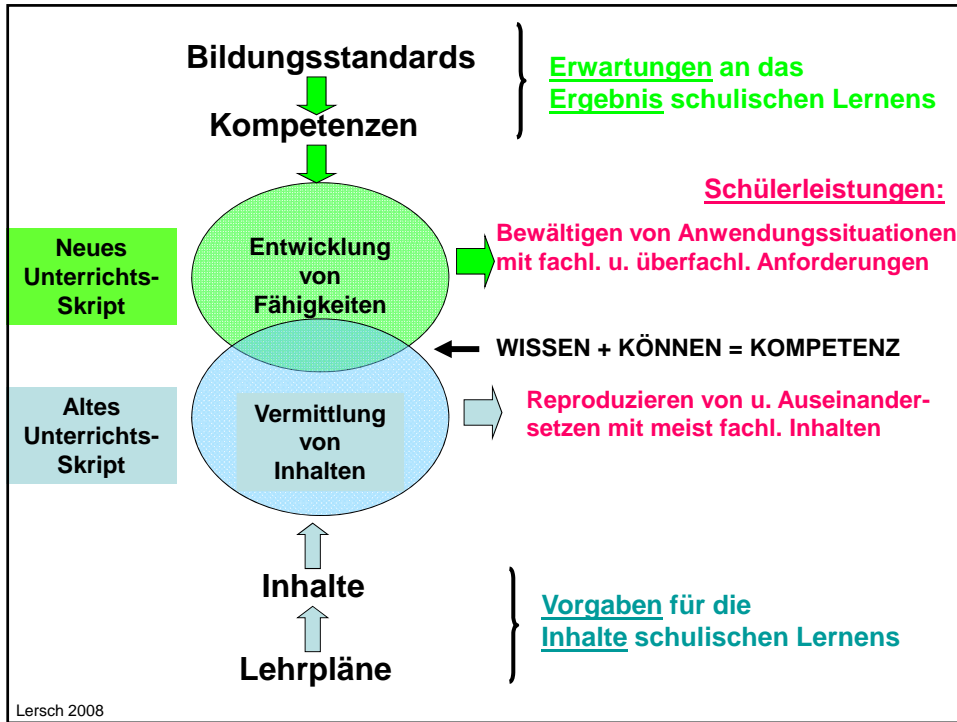 Bildungsstandards
Kompetenzen
Erwartungen an das
Ergebnis schulischen Lernens
Schülerleistungen:
Neues
Unterrichts-
Skript
Entwicklung
von
Fähigkeiten
Bewältigen von Anwendungssituationen
mit fachl. u. überfachl. Anforderungen
WISSEN + KÖNNEN = KOMPETENZ
Altes
Unterrichts-
Skript
Vermittlung
von
Inhalten
Reproduzieren von u. Auseinander-
setzen mit meist fachl. Inhalten
Inhalte
Lehrpläne
Vorgaben für die
Inhalte schulischen Lernens
Lersch 2008